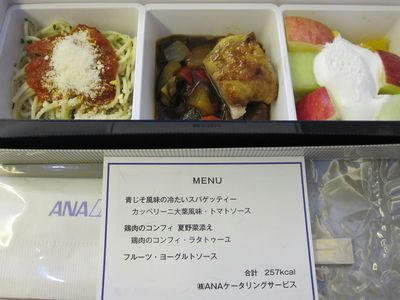 MENU
青じそ風味の冷たいスパゲッティー
カッペリーニ大葉風味・トマトソース
鶏肉のコンフィ 夏野菜添え
鶏肉のコンフィ・ラタトゥーユ
フルーツ・ヨーグルトソース
合計 257kcal
㈱ANAケータリングサービス
ANA